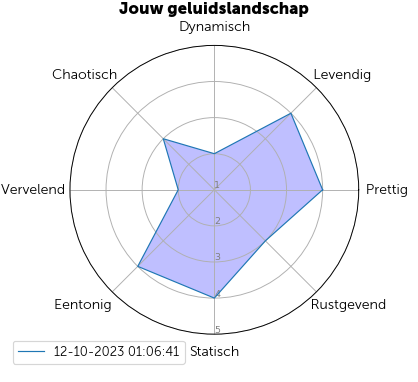 Jouw geluidslandschap
Dynamisch
Chaotisch
Levendig
Vervelend
Prettig
1
2
3
4
5
Eentonig
Rustgevend
12-10-2023 01:06:41
Statisch